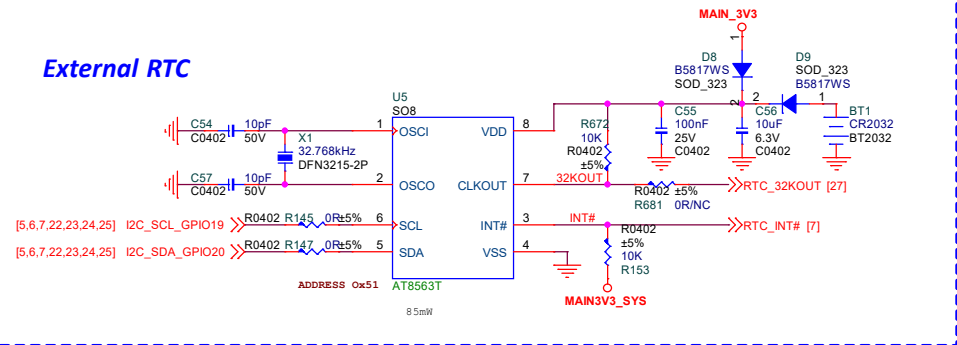 MAIN_3V3
1
External RTC
D8
B5817WS
SOD_323
D9
SOD_323
B5817WS
U5
SO8
C54
10pF
C0402
50V
1
OSCI
VDD
8
R672
10K
R0402
±5%
C55
100nF
25V
C0402
2
C56
10uF
6.3V
C0402
2
1
BT1
CR2032
BT2032
X1
32.768kHz
DFN3215-2P
C57
10pF
C0402
50V
2
OSCO
CLKOUT
7
32KOUT
R0402
±5%
R681
0R/NC
RTC_32KOUT [27]
[5,6,7,22,23,24,25] I2C_SCL_GPIO19
R0402 R145 0R±5%
6
SCL
INT#
3
INT#
R0402
±5%
10K
R153
RTC_INT# [7]
[5,6,7,22,23,24,25] I2C_SDA_GPIO20
R0402 R147 0R±5%
5
SDA
VSS
4
ADDRESS 0x51
AT8563T
MAIN3V3_SYS
85mW